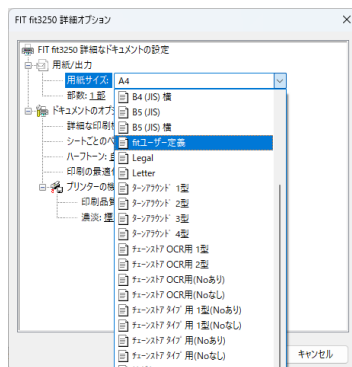 FIT fit3250 詳細オプション
FIT fit3250 詳細なドキュメントの設定
用紙/出力
用紙サイズ: A4
部数: 1 部
B4 (JIS) 横
ドキュメントのオプ
B5 (JIS)
詳細な印刷
B5 (JIS) 横
シートごとのペ
fitユーザー定義
ハーフトーン:
Legal
印刷の最適
Letter
プリンターの機
ターンアラウンド 1型
印刷品質
ターンアラウンド 2型
濃淡:
ターンアラウンド 3型
ターンアラウンド 4型
チェーンストア OCR用 1型
チェーンストア OCR用 2型
チェーンストア OCR用(Noあり)
チェーンストア OCR用(Noなし)
チェーンストア タイプ 用 1型(Noあり)
チェーンストア タイプ 用 1型(Noなし)
チェーンストア タイプ 用(Noあり)
チェーンストア タイプ 用(Noなし)
キャンセル